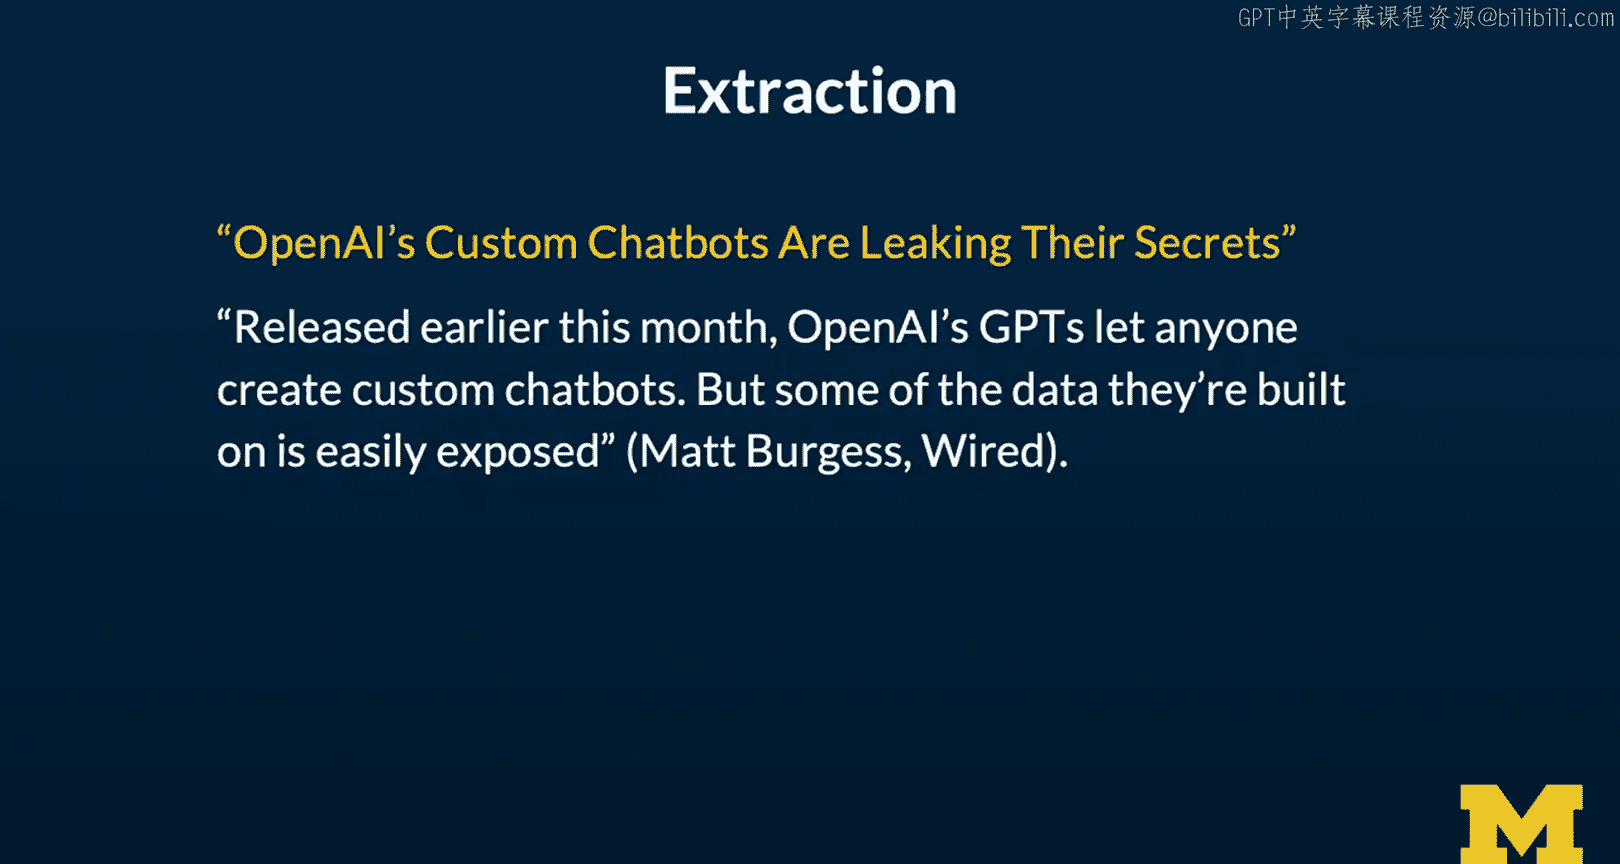 GPT中英字幕课程资源@bilibili.com
Extraction
“OpenAI’s Custom Chatbots Are Leaking Their Secrets”
“Released earlier this month, OpenAI’s GPTs let anyone
create custom chatbots. But some of the data they’re built
on is easily exposed” (Matt Burgess, Wired).
M